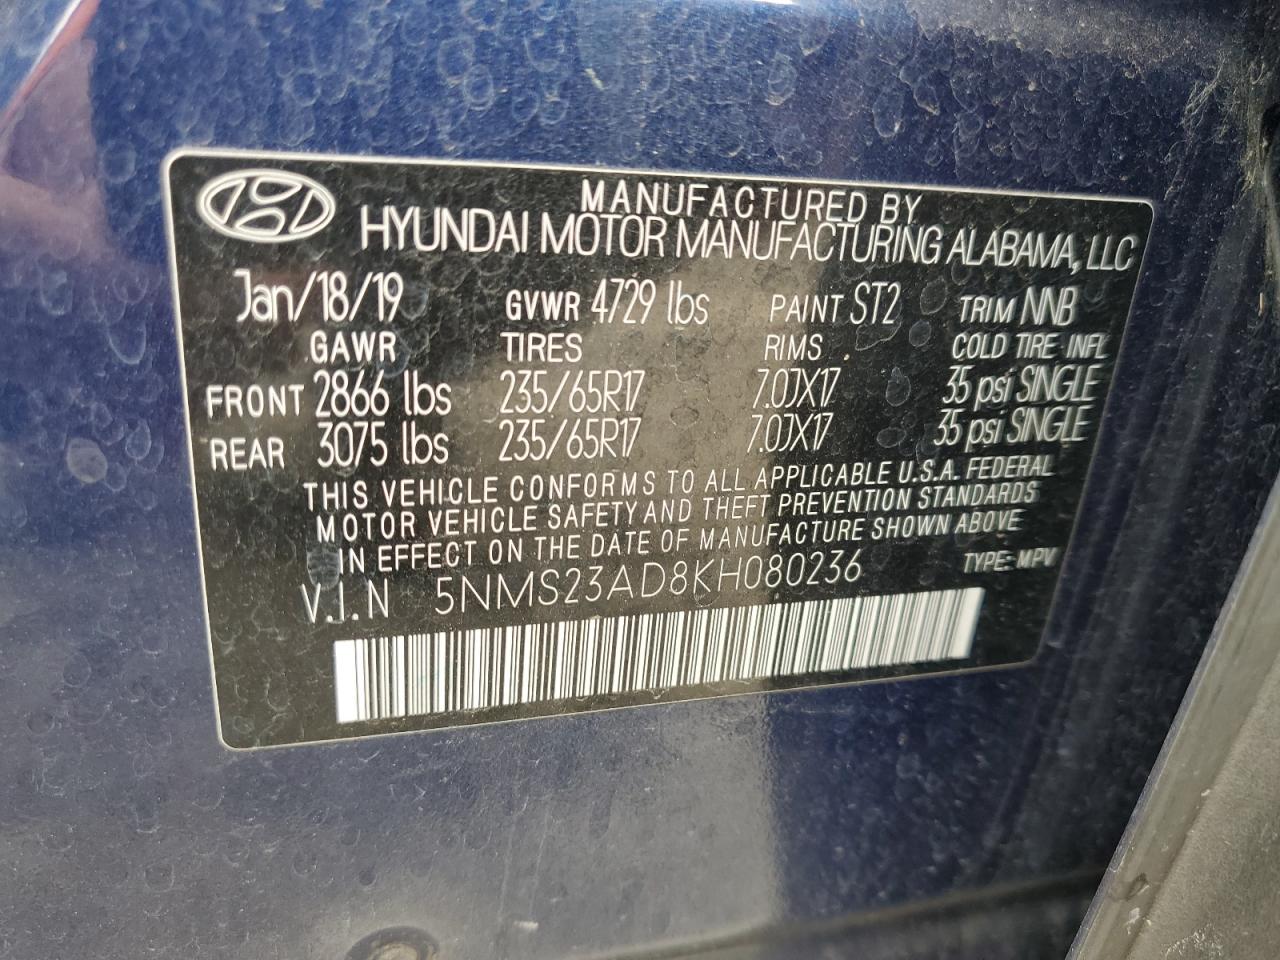 MANUFACTURED BY
HYUNDAI MOTOR MANUFACTURING ALABAMA, LLC
Jan/18/19 GVWR 4729 lbs PAINT ST2 TRIM NNB
GAWR TIRES RIMS COLD TIRE INFL
FRONT 2866 lbs 235/65R17 7.0JX17 35 psi SINGLE
REAR 3075 lbs 235/65R17 7.0JX17 35 psi SINGLE
THIS VEHICLE CONFORMS TO ALL APPLICABLE U.S.A. FEDERAL
MOTOR VEHICLE SAFETY AND THEFT PREVENTION STANDARDS
IN EFFECT ON THE DATE OF MANUFACTURE SHOWN ABOVE
V.I.N 5NMS23AD8KH080236 TYPE: MPV